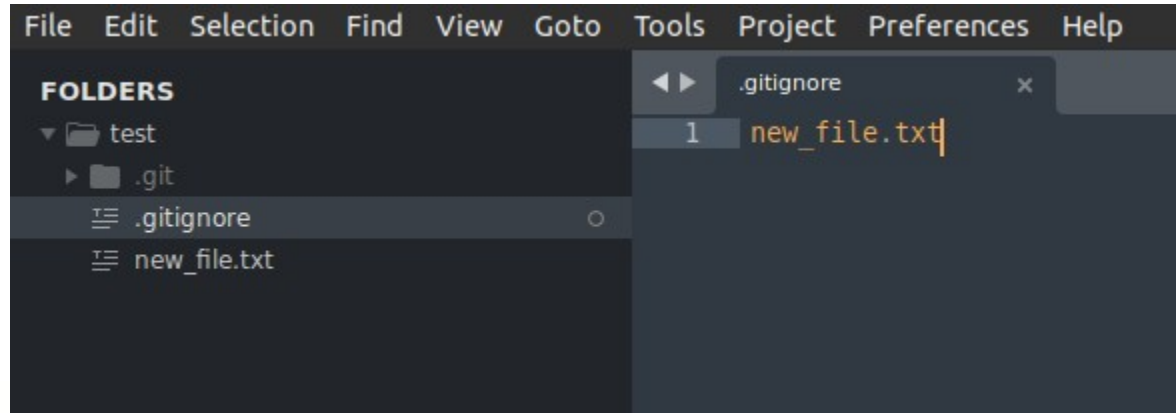 File Edit Selection Find View Goto Tools Project Preferences Help
FOLDERS
test
.git
.gitignore
new_file.txt
.gitignore
1 new_file.txt